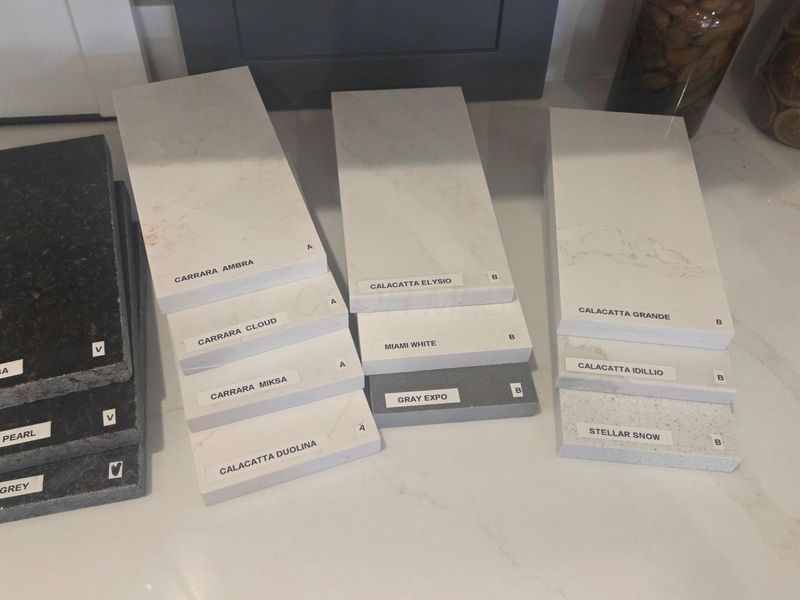 V
PEARL V
GREY V
CARRARA AMBRA A
CARRARA CLOUD A
CARRARA MIKSA A
CALACATTA DUOLINA A
CALACATTA ELYSIO B
MIAMI WHITE B
GRAY EXPO B
CALACATTA GRANDE B
CALACATTA IDILLIO B
STELLAR SNOW B